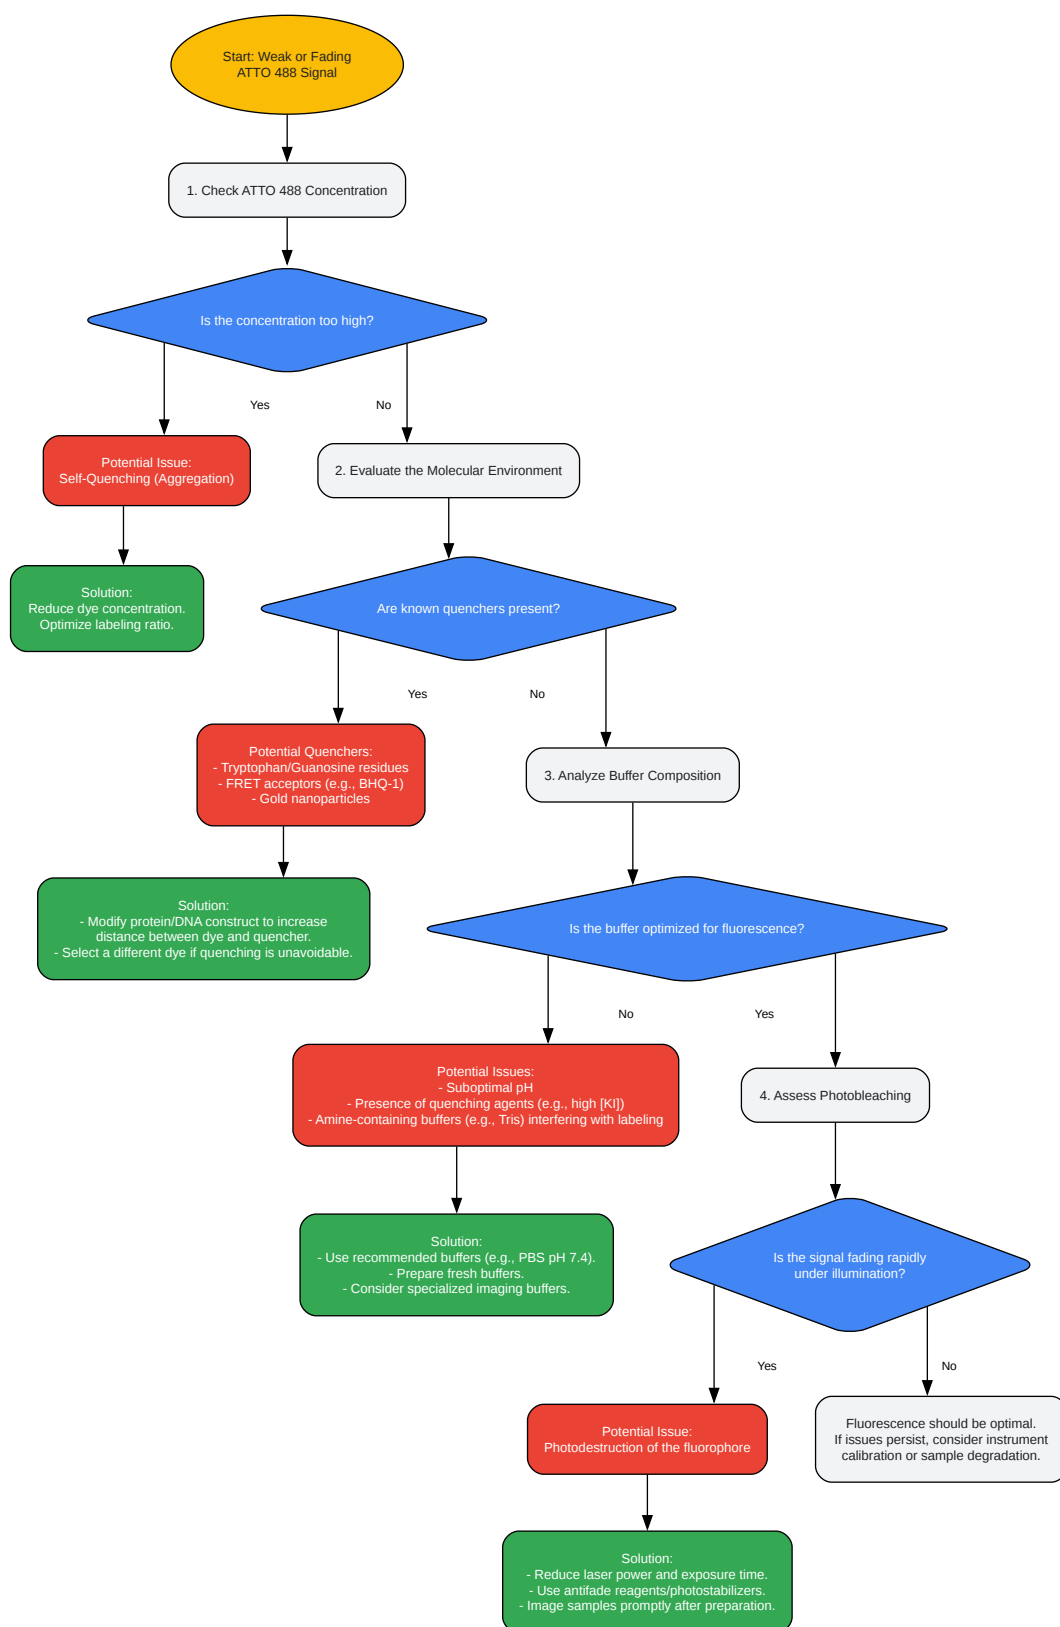 Start: Weak or Fading
ATTO 488 Signal
1. Check ATTO 488 Concentration
Is the concentration too high?
Yes
No
Potential Issue:
Self-Quenching (Aggregation)
2. Evaluate the Molecular Environment
Solution:
Reduce dye concentration.
Optimize labeling ratio.
Are known quenchers present?
Yes
No
Potential Quenchers:
- Tryptophan/Guanosine residues
- FRET acceptors (e.g., BHQ-1)
- Gold nanoparticles
3. Analyze Buffer Composition
Solution:
- Modify protein/DNA construct to increase
distance between dye and quencher.
- Select a different dye if quenching is unavoidable.
Is the buffer optimized for fluorescence?
No
Yes
Potential Issues:
- Suboptimal pH
- Presence of quenching agents (e.g., high [KI])
- Amine-containing buffers (e.g., Tris) interfering with labeling
4. Assess Photobleaching
Solution:
- Use recommended buffers (e.g., PBS pH 7.4).
- Prepare fresh buffers.
- Consider specialized imaging buffers.
Is the signal fading rapidly
under illumination?
Yes
No
Potential Issue:
Photodestruction of the fluorophore
Fluorescence should be optimal.
If issues persist, consider instrument
calibration or sample degradation.
Solution:
- Reduce laser power and exposure time.
- Use antifade reagents/photostabilizers.
- Image samples promptly after preparation.